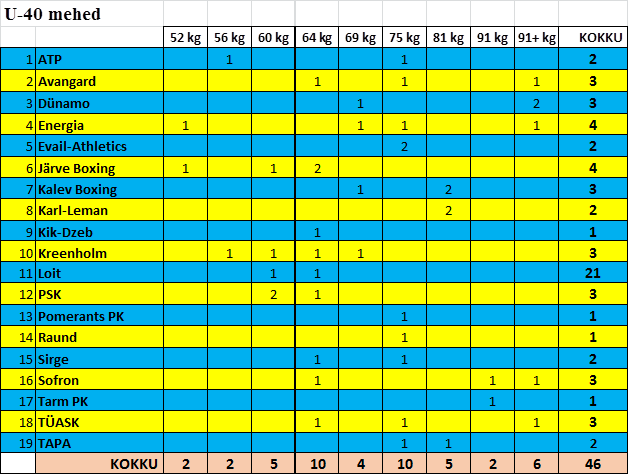 U-40 mehed
52 kg 56 kg 60 kg 64 kg 69 kg 75 kg 81 kg 91 kg 91+ kg KOKKU
1 ATP 1 1 2
2 Avangard 1 1 1 3
3 Dünamo 1 2 3
4 Energia 1 1 1 1 4
5 Evail-Athletics 2 2
6 Järve Boxing 1 1 2 4
7 Kalev Boxing 1 2 3
8 Karl-Leman 2 2
9 Kik-Dzeb 1 1
10 Kreenholm 1 1 1 1 3
11 Loit 1 1 21
12 PSK 2 1 3
13 Pomerants PK 1 1
14 Raund 1 1
15 Sirge 1 1 2
16 Sofron 1 1 1 3
17 Tarm PK 1 1
18 TÜASK 1 1 1 3
19 TAPA 1 1 2
KOKKU 2 2 5 10 4 10 5 2 6 46